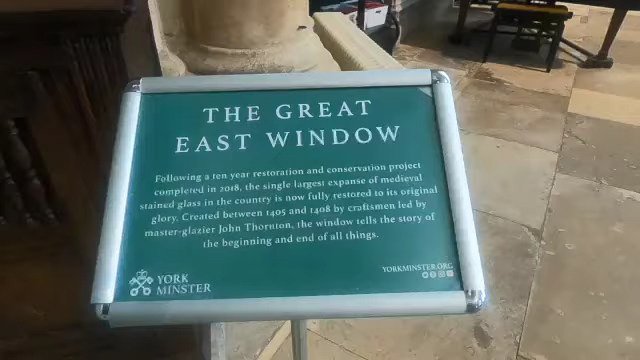 THE GREAT
EAST WINDOW
Following a ten year restoration and conservation project
completed in 2018, the single largest expanse of medieval
stained glass in the country is now fully restored to its original
glory. Created between 1405 and 1408 by craftsmen led by
master-glazier John Thornton, the window tells the story of
the beginning and end of all things.
YORK
MINSTER
YORKMINSTER.ORG